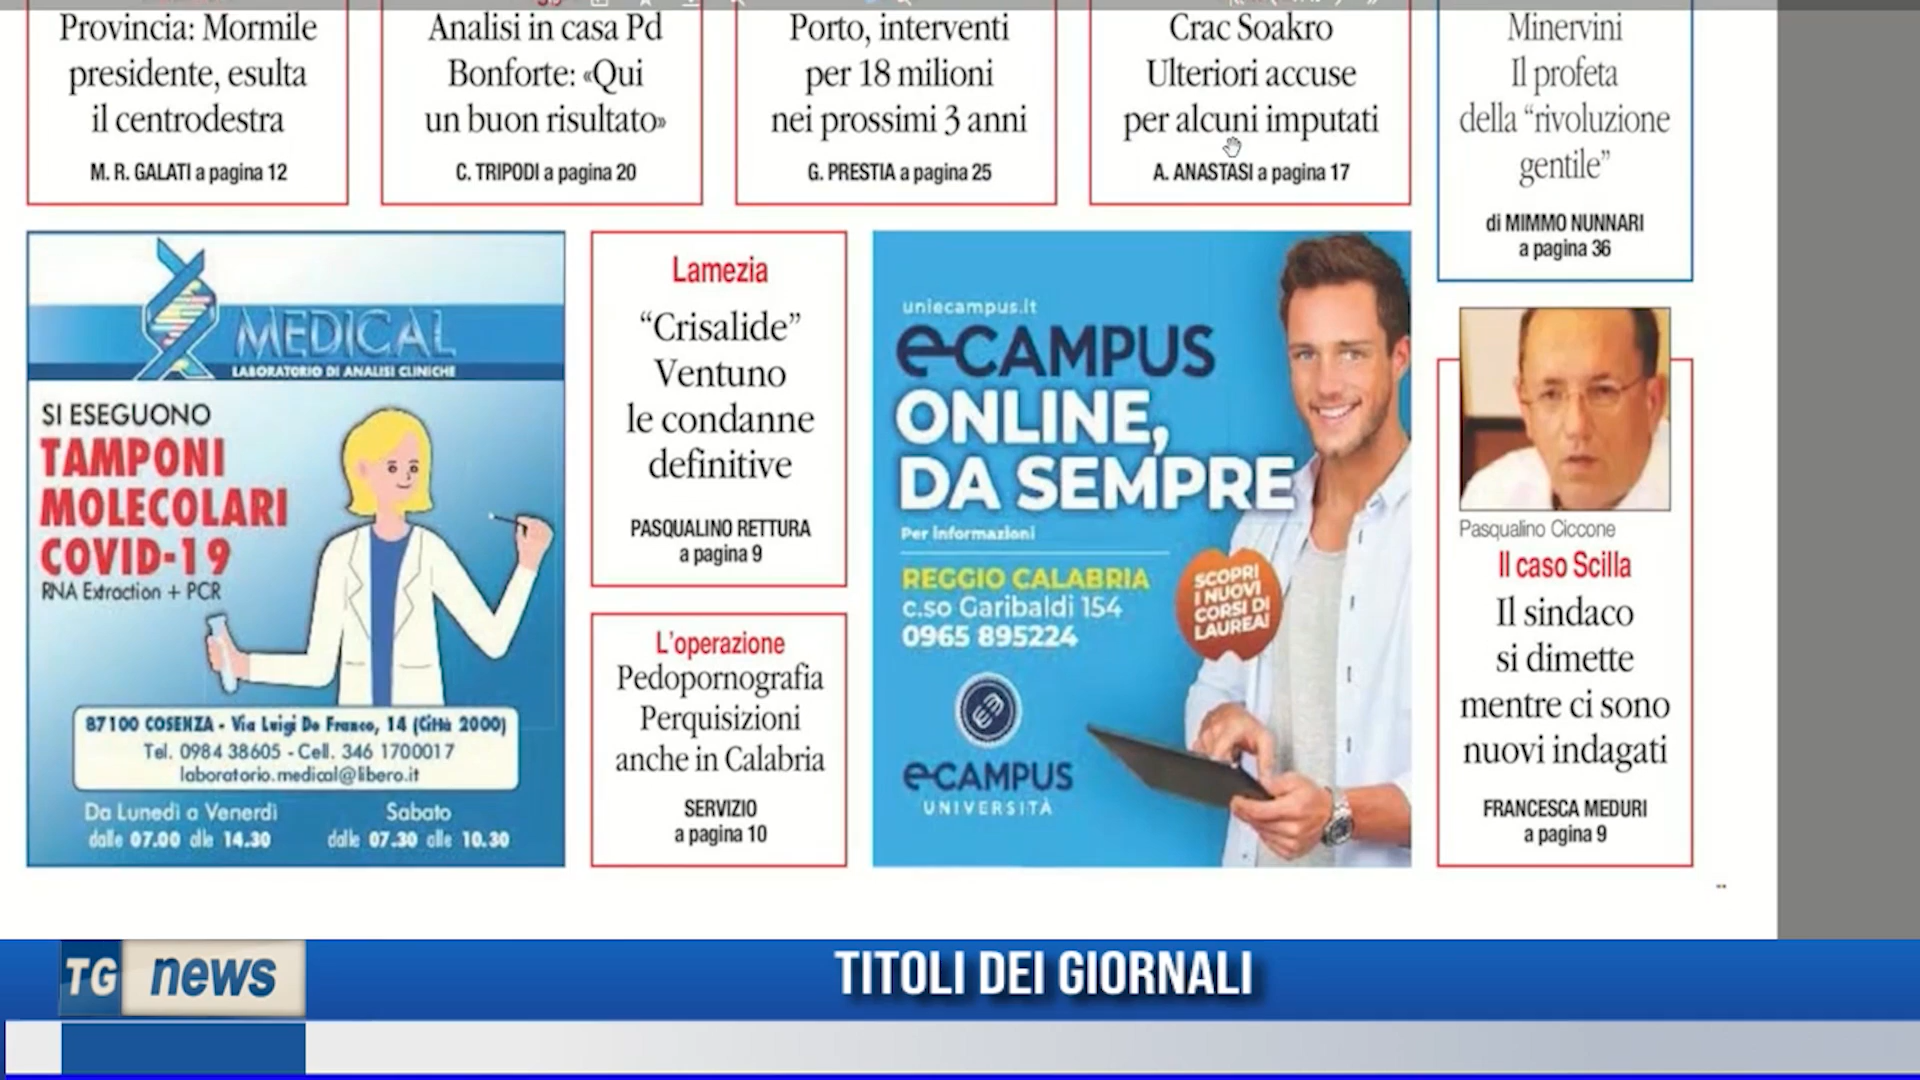 Provincia: Mormile
presidente, esulta
il centrodestra
M. R. GALATI a pagina 12
Analisi in casa Pd
Bonforte: «Qui
un buon risultato»
C. TRIPODI a pagina 20
Porto, interventi
per 18 milioni
nei prossimi 3 anni
G. PRESTIA a pagina 25
Crac Soakro
Ulteriori accuse
per alcuni imputati
A. ANASTASI a pagina 17
Minervini
Il profeta
della “rivoluzione
gentile”
di MIMMO NUNNARI
a pagina 36
MEDICAL
LABORATORIO DI ANALISI CLINICHE
SI ESEGUONO
TAMPONI
MOLECOLARI
COVID-19
RNA Extraction + PCR
87100 COSENZA - Via Luigi De Franco, 14 (Città 2000)
Tel. 0984 38605 - Cell. 346 1700017
laboratorio.medical@libero.it
Da Lunedì a Venerdì
dalle 07.00 alle 14.30
Sabato
dalle 07.30 alle 10.30
Lamezia
“Crisalide”
Ventuno
le condanne
definitive
PASQUALINO RETTURA
a pagina 9
L'operazione
Pedopornografia
Perquisizioni
anche in Calabria
SERVIZIO
a pagina 10
uniecampus.it
e-CAMPUS
ONLINE,
DA SEMPRE
Per informazioni
REGGIO CALABRIA
c.so Garibaldi 154
0965 895224
SCOPRI
I NUOVI
CORSI DI
LAUREA!
e-CAMPUS
UNIVERSITÀ
Pasqualino Ciccone
Il caso Scilla
Il sindaco
si dimette
mentre ci sono
nuovi indagati
FRANCESCA MEDURI
a pagina 9
TG news
TITOLI DEI GIORNALI